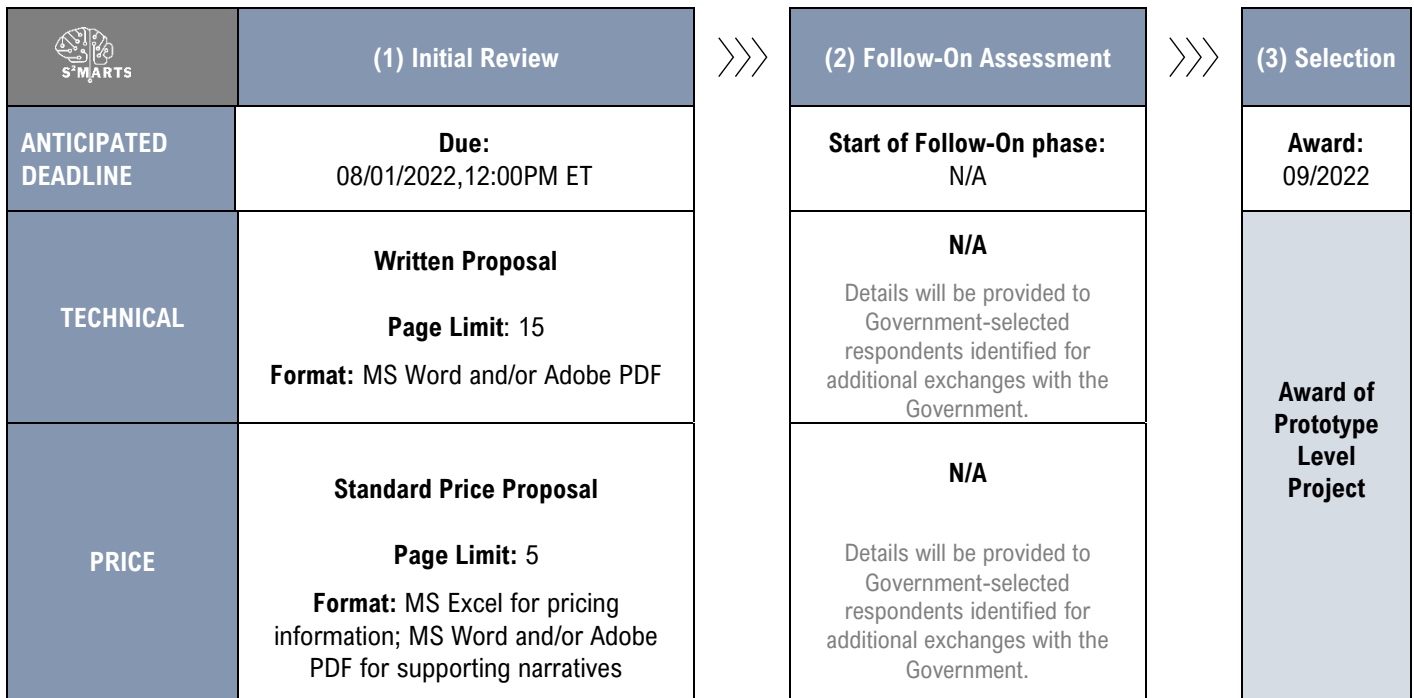 S²MARTS
(1) Initial Review
(2) Follow-On Assessment
(3) Selection
ANTICIPATED
DEADLINE
Due:
08/01/2022,12:00PM ET
Start of Follow-On phase:
N/A
Award:
09/2022
TECHNICAL
Written Proposal
Page Limit: 15
Format: MS Word and/or Adobe PDF
N/A
Details will be provided to
Government-selected
respondents identified for
additional exchanges with the
Government.
Award of
Prototype
Level
Project
PRICE
Standard Price Proposal
Page Limit: 5
Format: MS Excel for pricing
information; MS Word and/or Adobe
PDF for supporting narratives
N/A
Details will be provided to
Government-selected
respondents identified for
additional exchanges with the
Government.